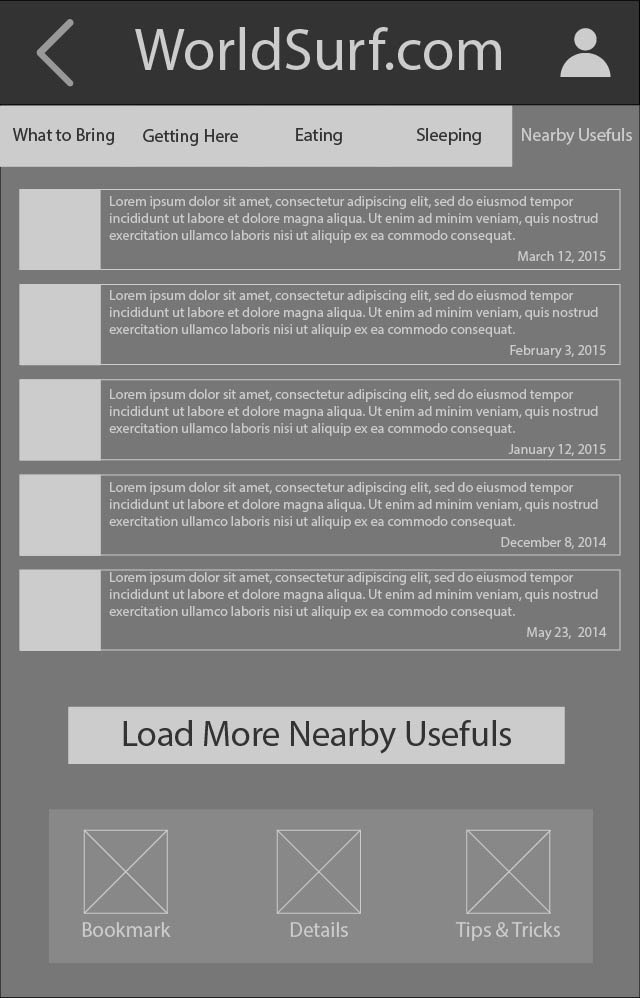 WorldSurf.com
What to Bring Getting Here Eating Sleeping Nearby Usefuls
Lorem ipsum dolor sit amet, consectetur adipiscing elit, sed do eiusmod tempor
incididunt ut labore et dolore magna aliqua. Ut enim ad minim veniam, quis nostrud
exercitation ullamco laboris nisi ut aliquip ex ea commodo consequat.
March 12, 2015
Lorem ipsum dolor sit amet, consectetur adipiscing elit, sed do eiusmod tempor
incididunt ut labore et dolore magna aliqua. Ut enim ad minim veniam, quis nostrud
exercitation ullamco laboris nisi ut aliquip ex ea commodo consequat.
February 3, 2015
Lorem ipsum dolor sit amet, consectetur adipiscing elit, sed do eiusmod tempor
incididunt ut labore et dolore magna aliqua. Ut enim ad minim veniam, quis nostrud
exercitation ullamco laboris nisi ut aliquip ex ea commodo consequat.
January 12, 2015
Lorem ipsum dolor sit amet, consectetur adipiscing elit, sed do eiusmod tempor
incididunt ut labore et dolore magna aliqua. Ut enim ad minim veniam, quis nostrud
exercitation ullamco laboris nisi ut aliquip ex ea commodo consequat.
December 8, 2014
Lorem ipsum dolor sit amet, consectetur adipiscing elit, sed do eiusmod tempor
incididunt ut labore et dolore magna aliqua. Ut enim ad minim veniam, quis nostrud
exercitation ullamco laboris nisi ut aliquip ex ea commodo consequat.
May 23, 2014
Load More Nearby Usefuls
Bookmark Details Tips & Tricks